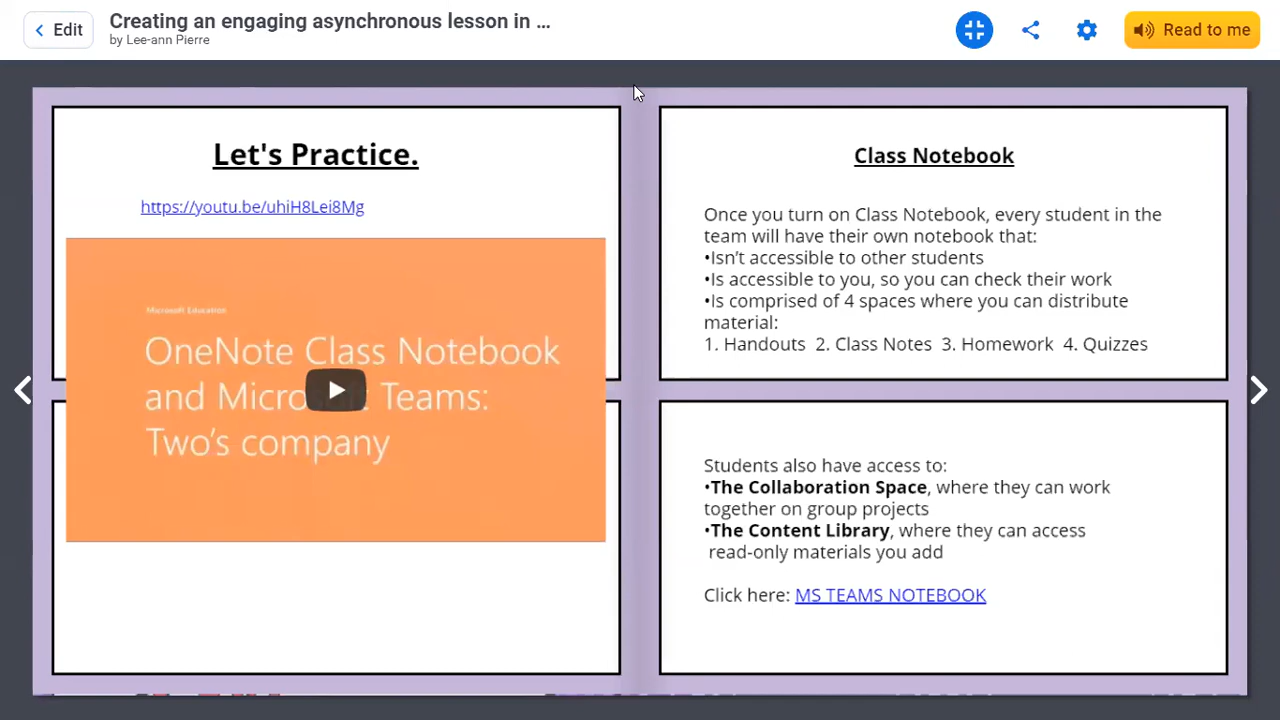 Edit
Creating an engaging asynchronous lesson in ...
by Lee-ann Pierre
Read to me
Let's Practice.
https://youtu.be/uhiH8Lei8Mg
Microsoft Education
OneNote Class Notebook
and Micro Teams:
Two's company
Class Notebook
Once you turn on Class Notebook, every student in the
team will have their own notebook that:
•Isn't accessible to other students
•Is accessible to you, so you can check their work
•Is comprised of 4 spaces where you can distribute
material:
1. Handouts 2. Class Notes 3. Homework 4. Quizzes
Students also have access to:
•The Collaboration Space, where they can work
together on group projects
•The Content Library, where they can access
read-only materials you add
Click here: MS TEAMS NOTEBOOK